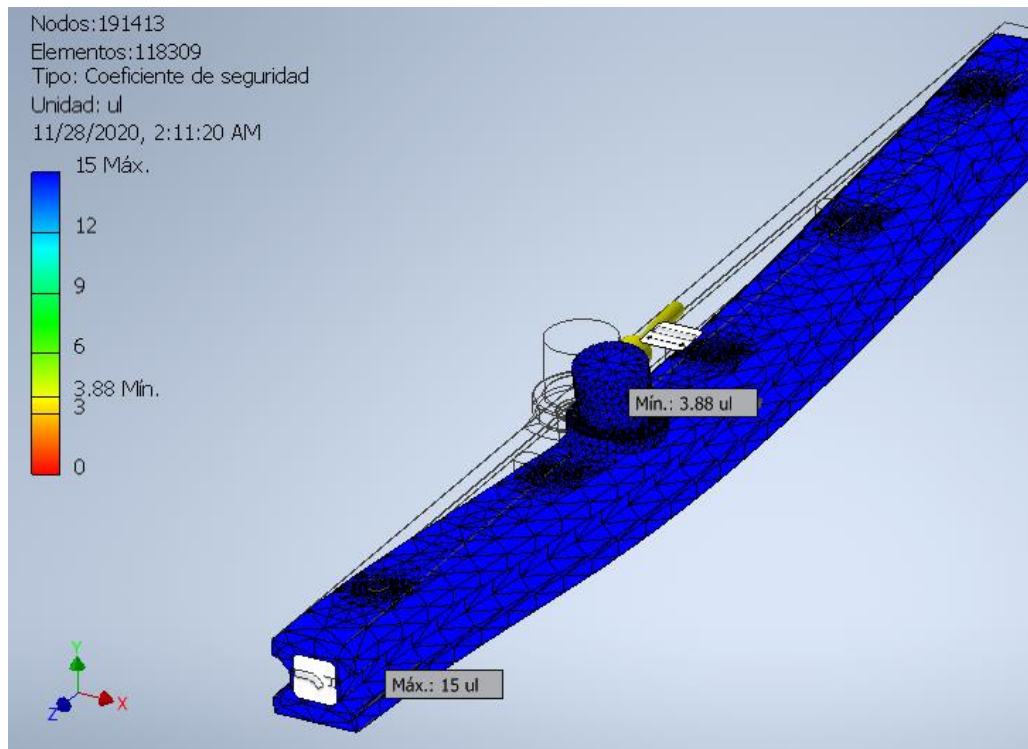 Nodos:191413
Elementos:118309
Tipo: Coeficiente de seguridad
Unidad: ul
11/28/2020, 2:11:20 AM
15 Máx.
12
9
6
3.88 Mín.
3
0
Mín.: 3.88 ul
Máx.: 15 ul
Y
Z
X